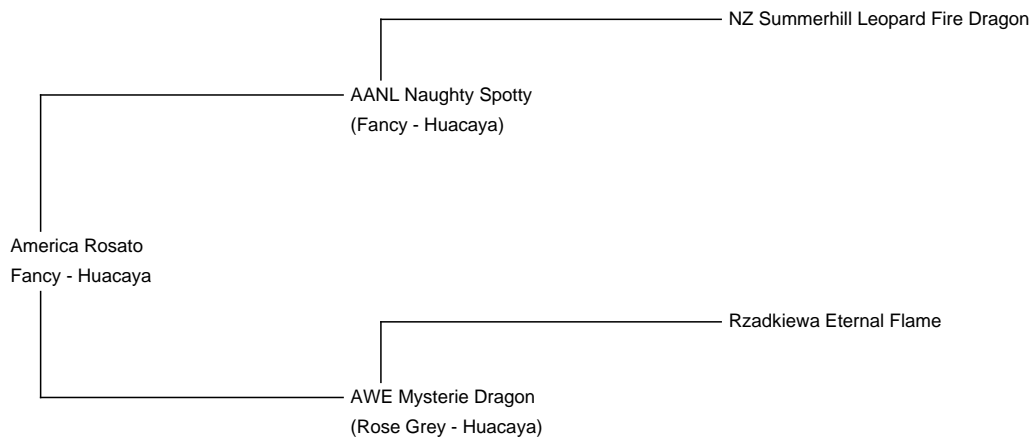 NZ Summerhill Leopard Fire Dragon
AANL Naughty Spotty
(Fancy - Huacaya)
America Rosato
Fancy - Huacaya
Rzadkiewa Eternal Flame
AWE Mysterie Dragon
(Rose Grey - Huacaya)